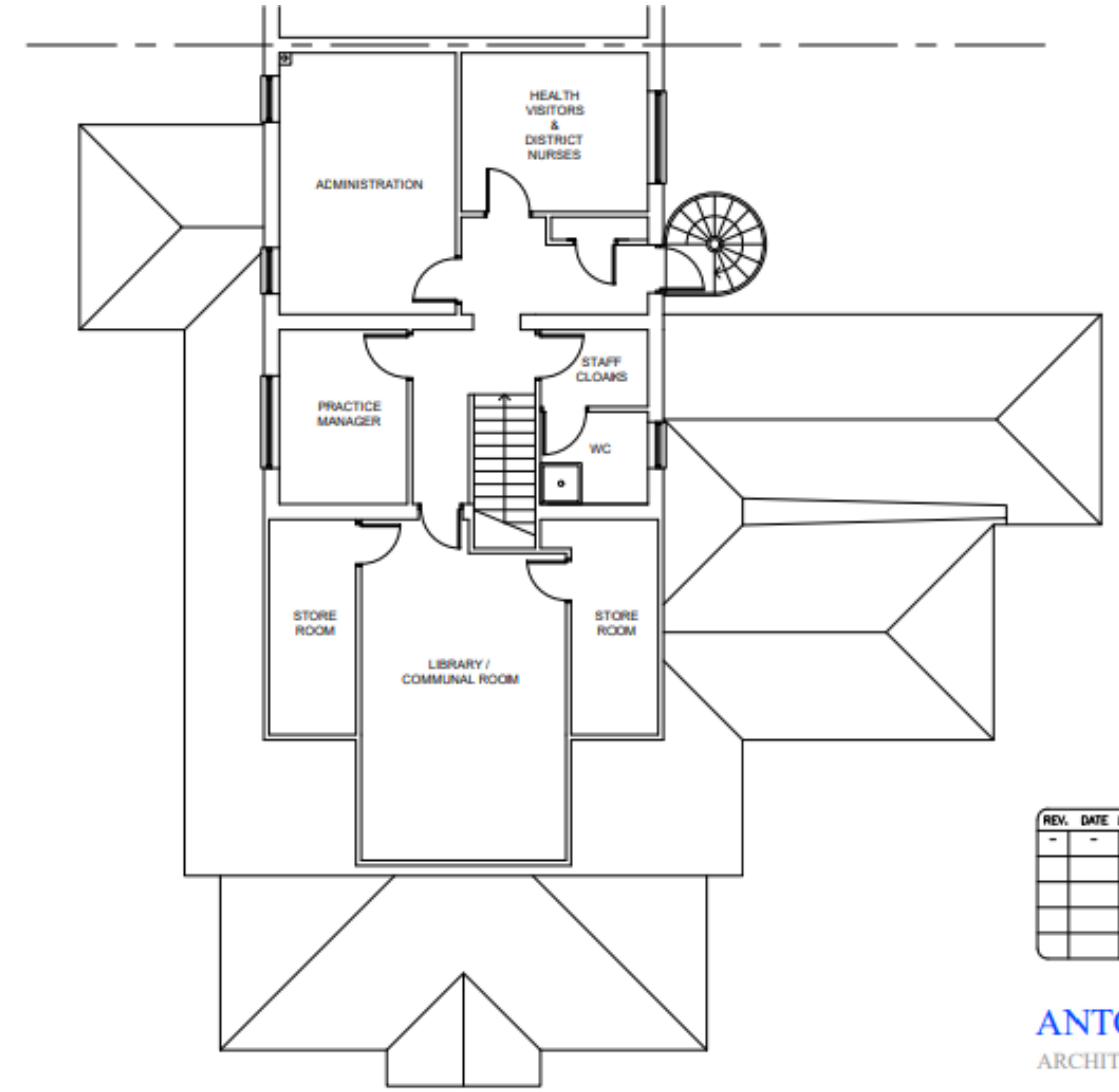 HEALTH
VISITORS
&
DISTRICT
NURSES
ADMINISTRATION
STAFF
CLOAKS
PRACTICE
MANAGER
WC
STORE
ROOM
STORE
ROOM
LIBRARY /
COMMUNAL ROOM
REV. DATE
- -
ANTO
ARCHIT